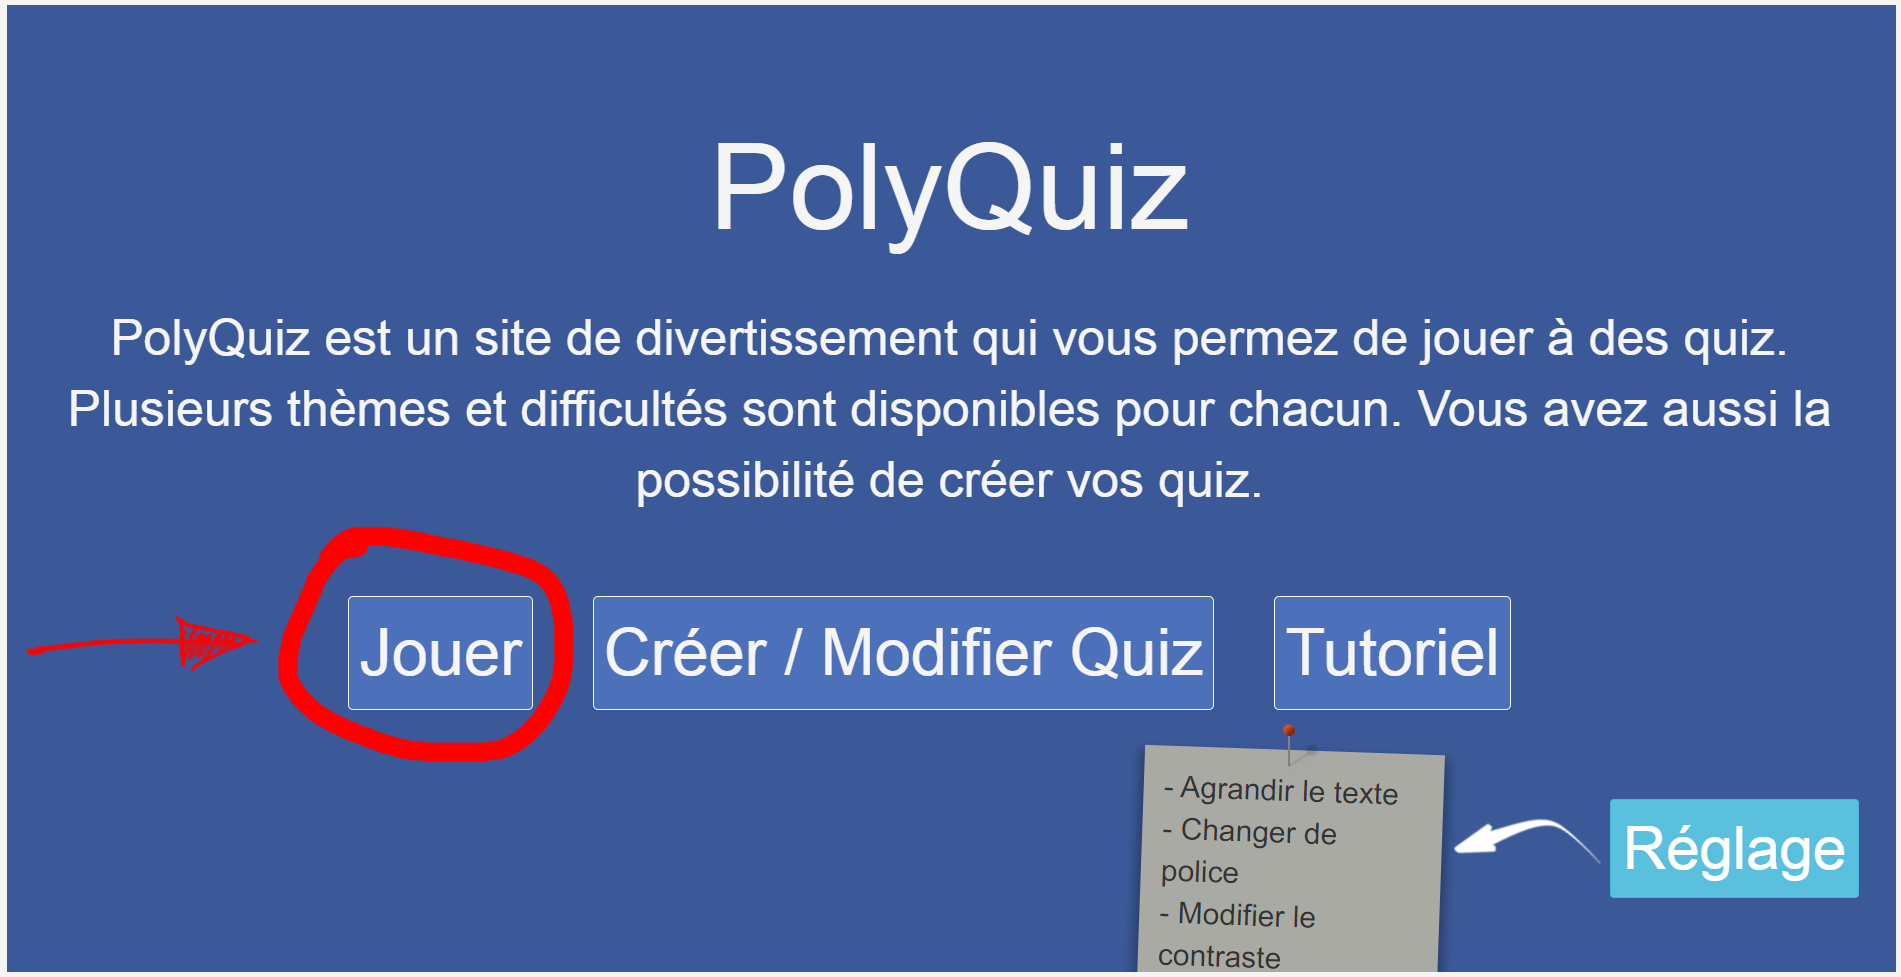 PolyQuiz
PolyQuiz est un site de divertissement qui vous permez de jouer à des quiz.
Plusieurs thèmes et difficultés sont disponibles pour chacun. Vous avez aussi la
possibilité de créer vos quiz.
Jouer
Créer / Modifier Quiz
Tutoriel
- Agrandir le texte
- Changer de
police
- Modifier le
contraste
Réglage